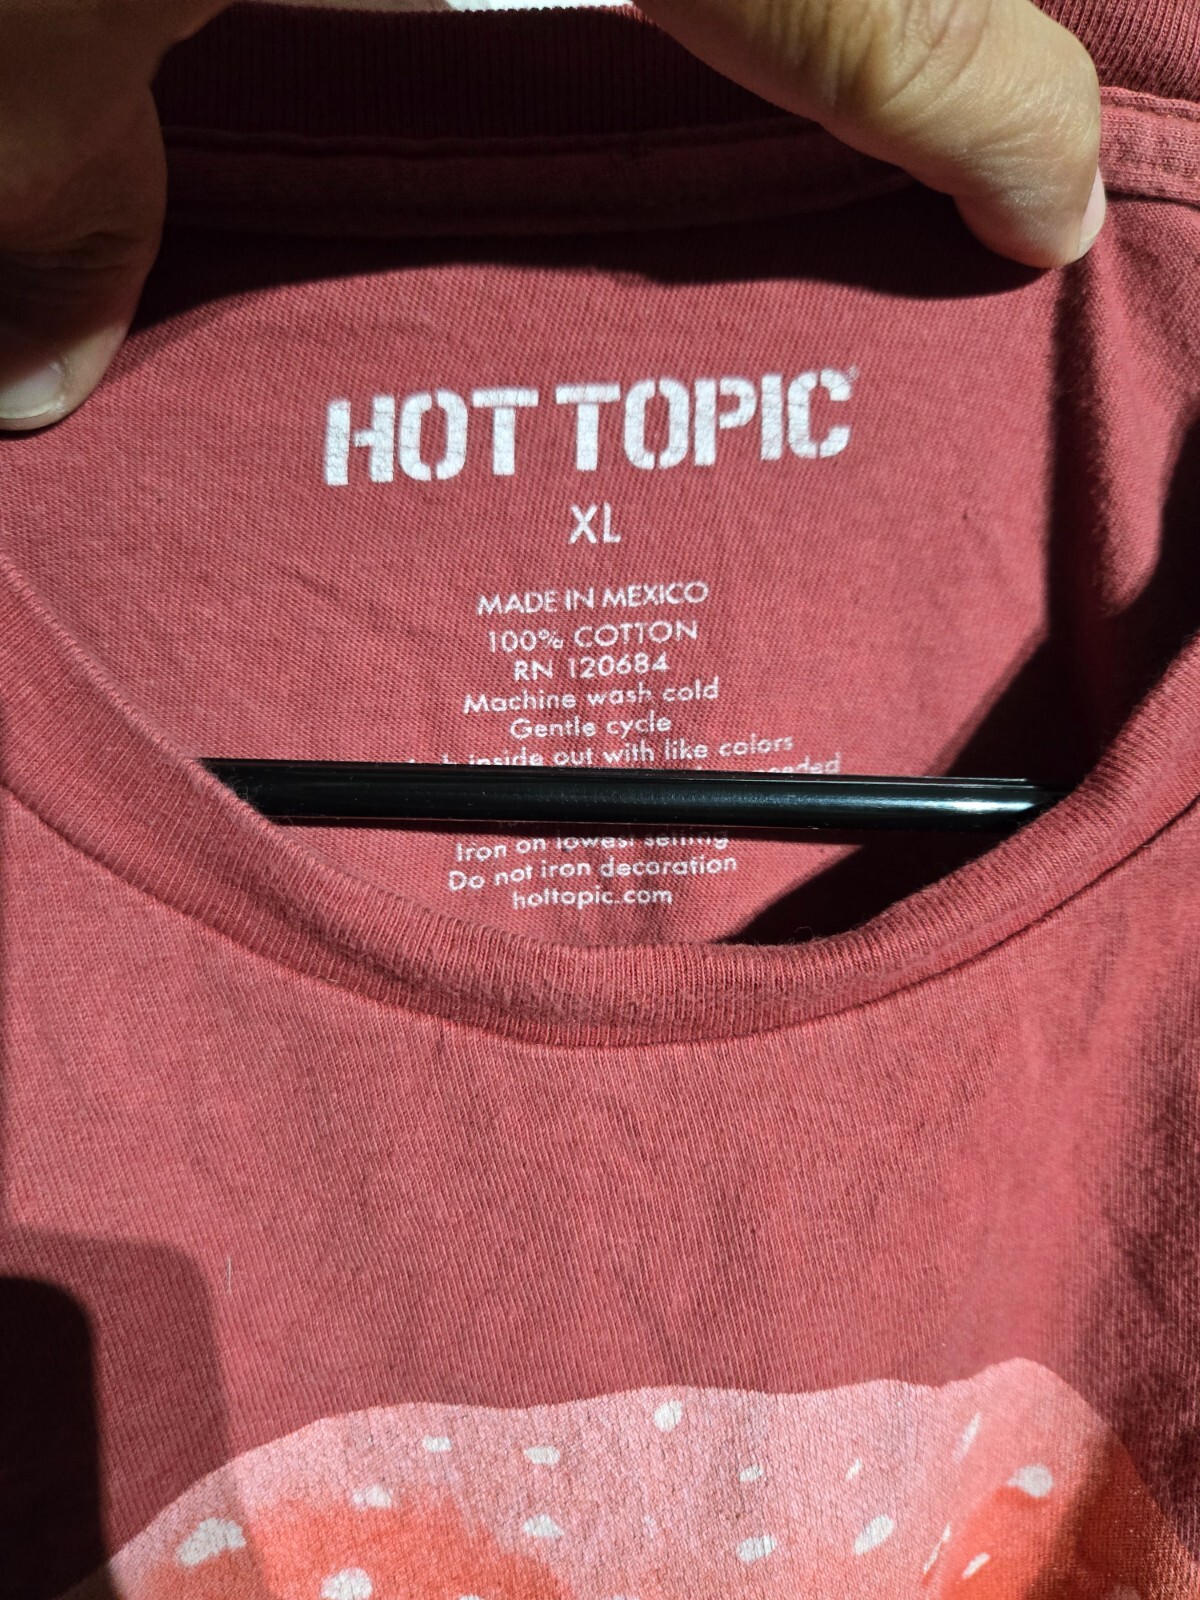 HOT TOPIC®
XL
MADE IN MEXICO
100% COTTON
RN 120684
Machine wash cold
Gentle cycle
inside out with like colors
Iron on lowest setting
Do not iron decoration
hottopic.com